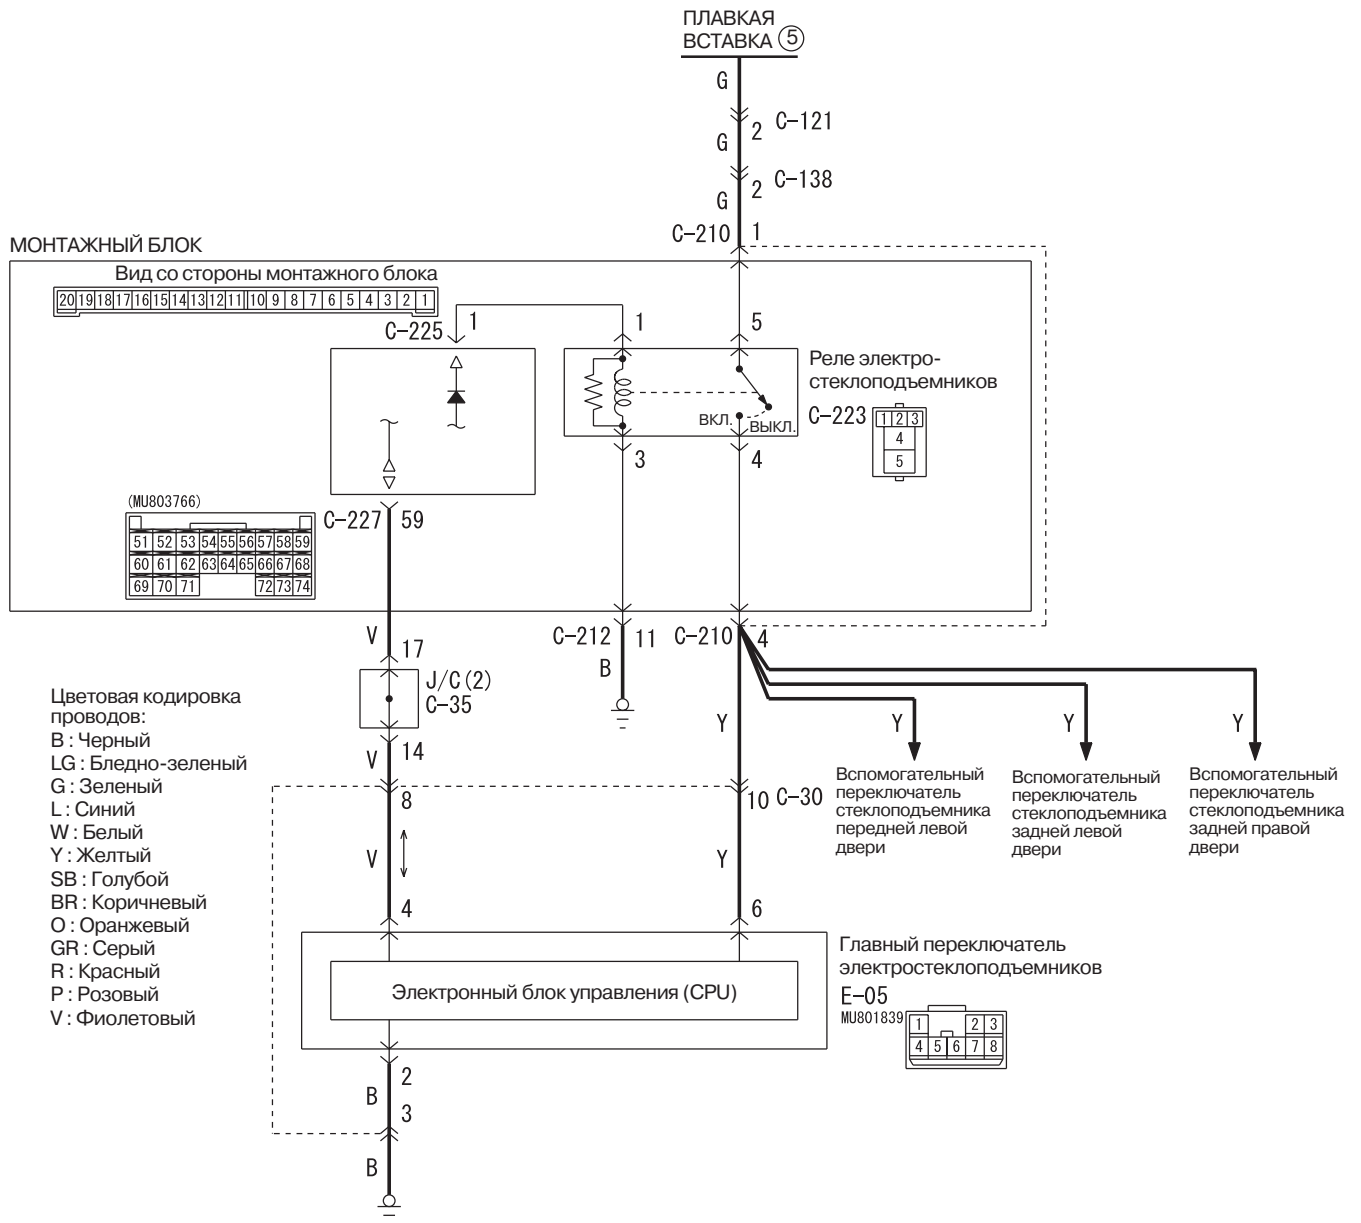 ПЛАВКАЯ
ВСТАВКА 5
G
2 C-121
G
2 C-138
G
C-210 1
МОНТАЖНЫЙ БЛОК
Вид со стороны монтажного блока
20 19 18 17 16 15 14 13 12 11 10 9 8 7 6 5 4 3 2 1
C-225 1
1
5
Реле электро-
стеклоподъемников
C-223
1 2 3
4
5
ВКЛ.
ВЫКЛ.
3
4
(MU803766)
C-227 59
51 52 53 54 55 56 57 58 59
60 61 62 63 64 65 66 67 68
69 70 71 72 73 74
V 17
C-212 11
C-210 4
B
J/C (2)
C-35
14
V
Y
Y
Y
Y
Цветовая кодировка
проводов:
B : Черный
LG : Бледно-зеленый
G : Зеленый
L : Синий
W : Белый
Y : Желтый
SB : Голубой
BR : Коричневый
O : Оранжевый
GR : Серый
R : Красный
P : Розовый
V : Фиолетовый
8
10 C-30
Вспомогательный
переключатель
стеклоподъемника
передней левой
двери
Вспомогательный
переключатель
стеклоподъемника
задней левой
двери
Вспомогательный
переключатель
стеклоподъемника
задней правой
двери
V
Y
4
6
Электронный блок управления (CPU)
Главный переключатель
электростеклоподъемников
E-05
MU801839
1 2 3
4 5 6 7 8
2
B
3
B